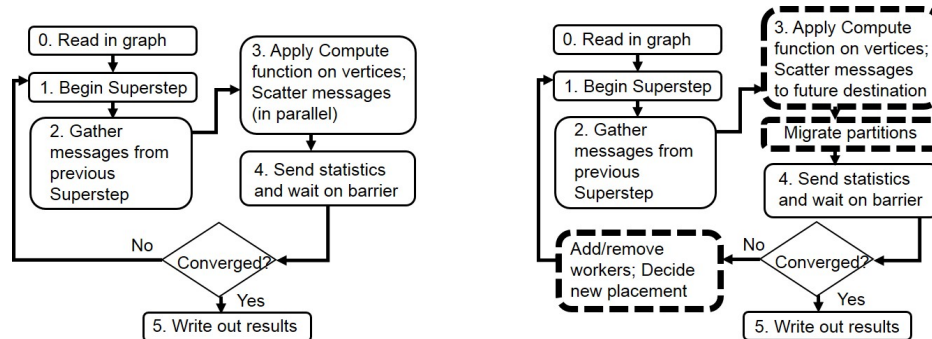 0. Read in graph
1. Begin Superstep
2. Gather
messages from
previous
Superstep
3. Apply Compute
function on vertices;
Scatter messages
(in parallel)
4. Send statistics
and wait on barrier
No
Converged?
Yes
5. Write out results
0. Read in graph
1. Begin Superstep
2. Gather
messages from
previous
Superstep
3. Apply Compute
function on vertices;
Scatter messages
to future destination
Migrate partitions
4. Send statistics
and wait on barrier
Add/remove
workers; Decide
new placement
No
Converged?
Yes
5. Write out results